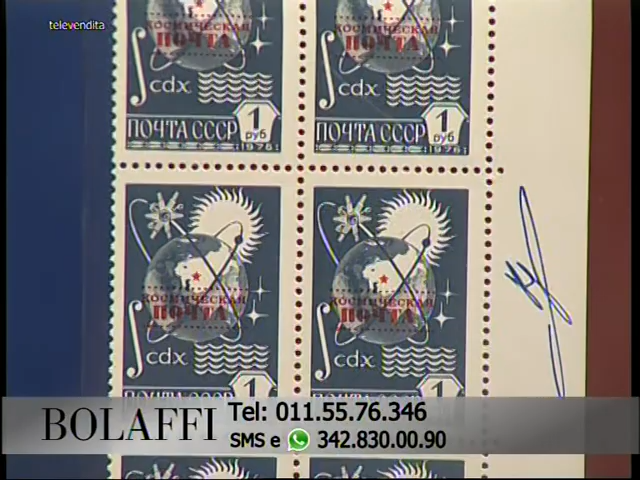 televendita
КОСМИЧЕСКАЯ КОСМИЧЕСКАЯ
ПОЧТА ПОЧТА
∫cdx ∫cdx
1 1
руб руб
ПОЧТА СССР ПОЧТА СССР
1976 1976
КОСМИЧЕСКАЯ КОСМИЧЕСКАЯ
ПОЧТА ПОЧТА
∫cdx ∫cdx
1 1
BOLAFFI
Tel: 011.55.76.346
SMS e 342.830.00.90